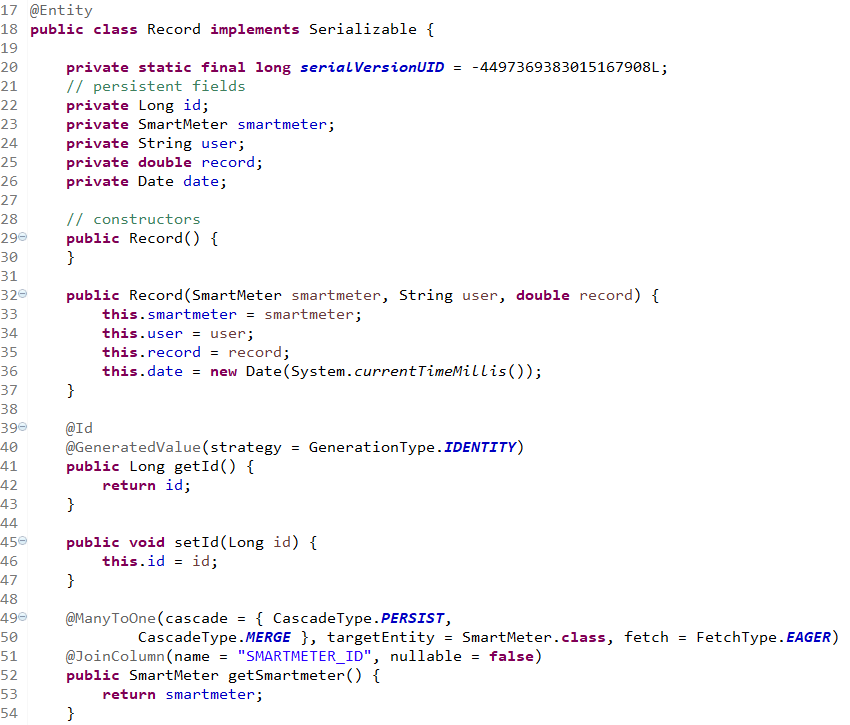 17 @Entity
18 public class Record implements Serializable {
19
20     private static final long serialVersionUID = -4497369383015167908L;
21     // persistent fields
22     private Long id;
23     private SmartMeter smartmeter;
24     private String user;
25     private double record;
26     private Date date;
27
28     // constructors
29     public Record() {
30     }
31
32     public Record(SmartMeter smartmeter, String user, double record) {
33         this.smartmeter = smartmeter;
34         this.user = user;
35         this.record = record;
36         this.date = new Date(System.currentTimeMillis());
37     }
38
39     @Id
40     @GeneratedValue(strategy = GenerationType.IDENTITY)
41     public Long getId() {
42         return id;
43     }
44
45     public void setId(Long id) {
46         this.id = id;
47     }
48
49     @ManyToOne(cascade = { CascadeType.PERSIST,
50             CascadeType.MERGE }, targetEntity = SmartMeter.class, fetch = FetchType.EAGER)
51     @JoinColumn(name = "SMARTMETER_ID", nullable = false)
52     public SmartMeter getSmartmeter() {
53         return smartmeter;
54     }